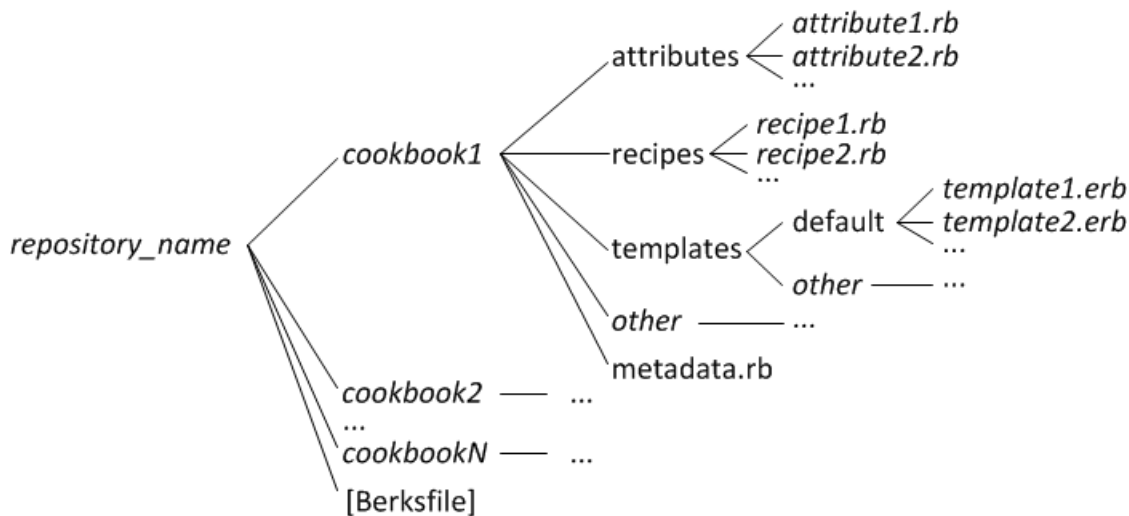 attribute1.rb
attributes
attribute2.rb
...
recipe1.rb
cookbook1
recipes
recipe2.rb
...
template1.erb
default
template2.erb
repository_name
templates
...
other
...
other
...
metadata.rb
cookbook2
...
...
cookbookN
...
[Berksfile]